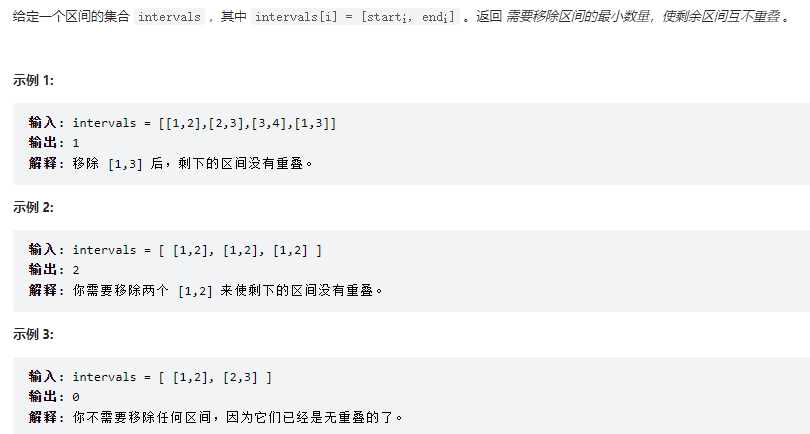 给定一个区间的集合 intervals ，其中 intervals[i] = [startᵢ, endᵢ] 。返回 需要移除区间的最小数量，使剩余区间互不重叠 。
示例 1:
输入: intervals = [[1,2],[2,3],[3,4],[1,3]]
输出: 1
解释: 移除 [1,3] 后，剩下的区间没有重叠。
示例 2:
输入: intervals = [ [1,2], [1,2], [1,2] ]
输出: 2
解释: 你需要移除两个 [1,2] 来使剩下的区间没有重叠。
示例 3:
输入: intervals = [ [1,2], [2,3] ]
输出: 0
解释: 你不需要移除任何区间，因为它们已经是无重叠的了。